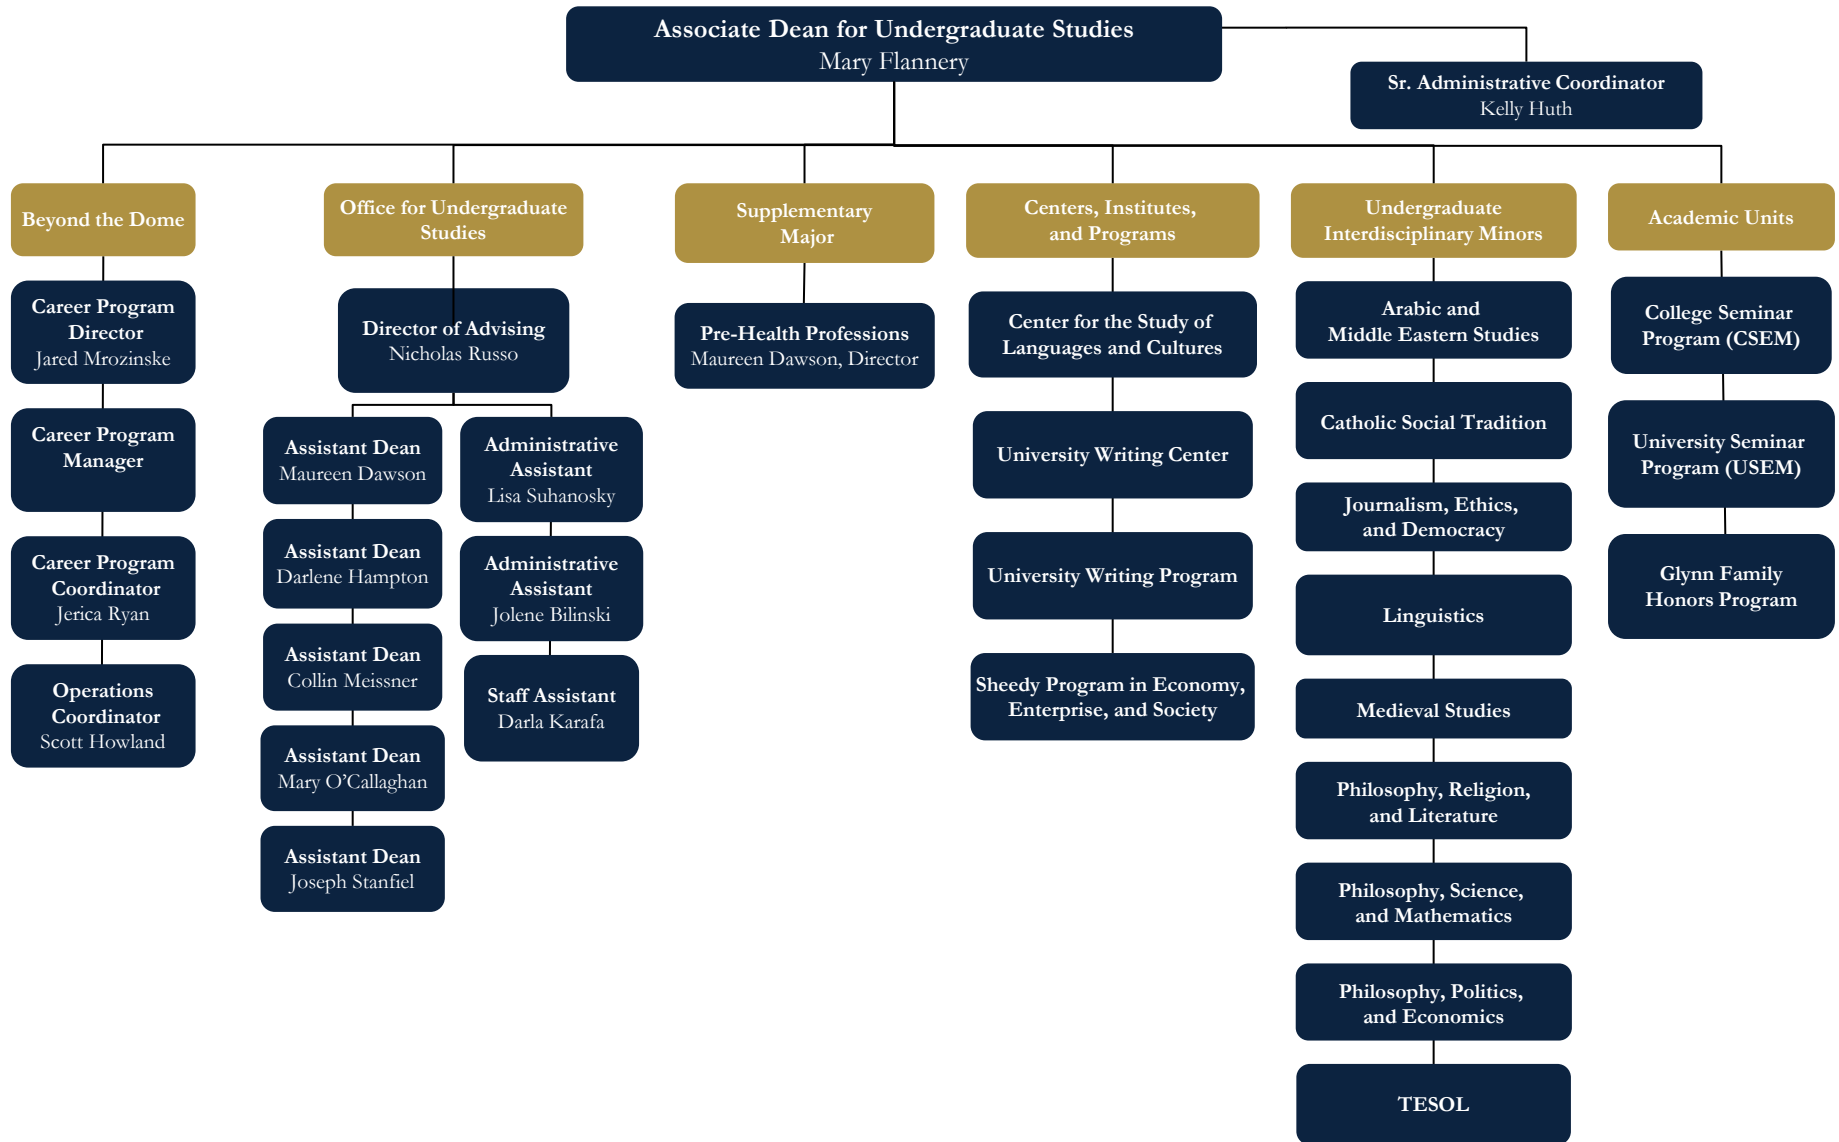 Associate Dean for Undergraduate Studies
Mary Flannery
Sr. Administrative Coordinator
Kelly Huth
Beyond the Dome
Career Program
Director
Jared Mrozinske
Career Program
Manager
Career Program
Coordinator
Jerica Ryan
Operations
Coordinator
Scott Howland
Office for Undergraduate
Studies
Director of Advising
Nicholas Russo
Assistant Dean
Maureen Dawson
Assistant Dean
Darlene Hampton
Assistant Dean
Collin Meissner
Assistant Dean
Mary O’Callaghan
Assistant Dean
Joseph Stanfiel
Administrative
Assistant
Lisa Suhanosky
Administrative
Assistant
Jolene Bilinski
Staff Assistant
Darla Karafa
Supplementary
Major
Pre-Health Professions
Maureen Dawson, Director
Centers, Institutes,
and Programs
Center for the Study of
Languages and Cultures
University Writing Center
University Writing Program
Sheedy Program in Economy,
Enterprise, and Society
Undergraduate
Interdisciplinary Minors
Arabic and
Middle Eastern Studies
Catholic Social Tradition
Journalism, Ethics,
and Democracy
Linguistics
Medieval Studies
Philosophy, Religion,
and Literature
Philosophy, Science,
and Mathematics
Philosophy, Politics,
and Economics
TESOL
Academic Units
College Seminar
Program (CSEM)
University Seminar
Program (USEM)
Glynn Family
Honors Program